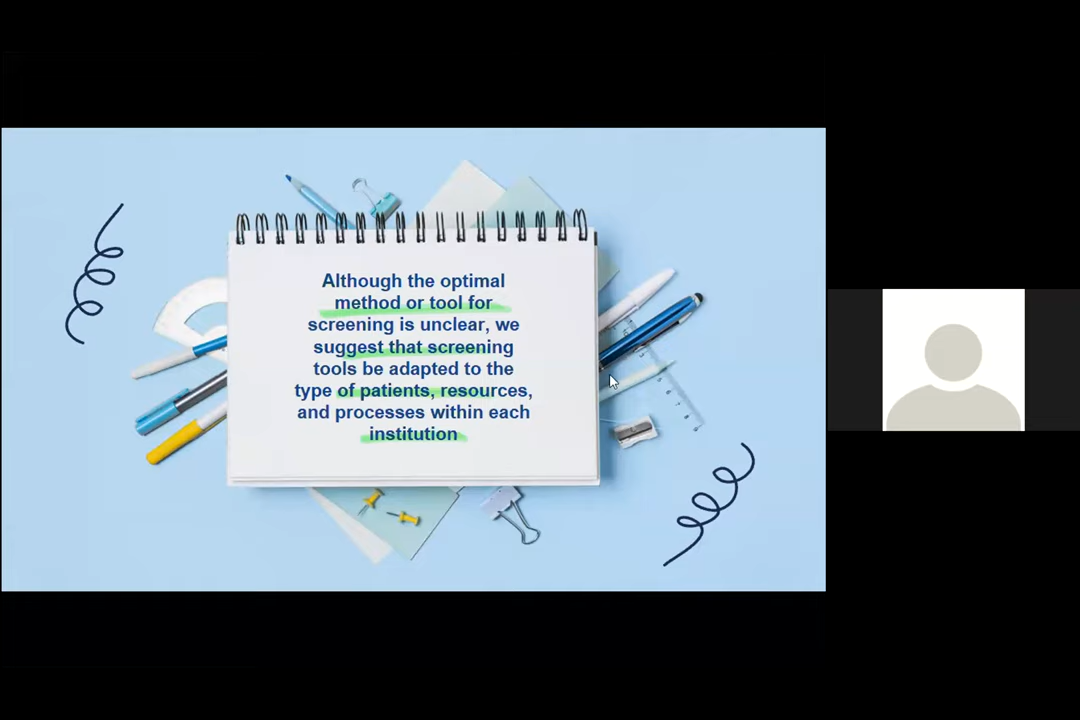 Although the optimal
method or tool for
screening is unclear, we
suggest that screening
tools be adapted to the
type of patients, resources,
and processes within each
institution